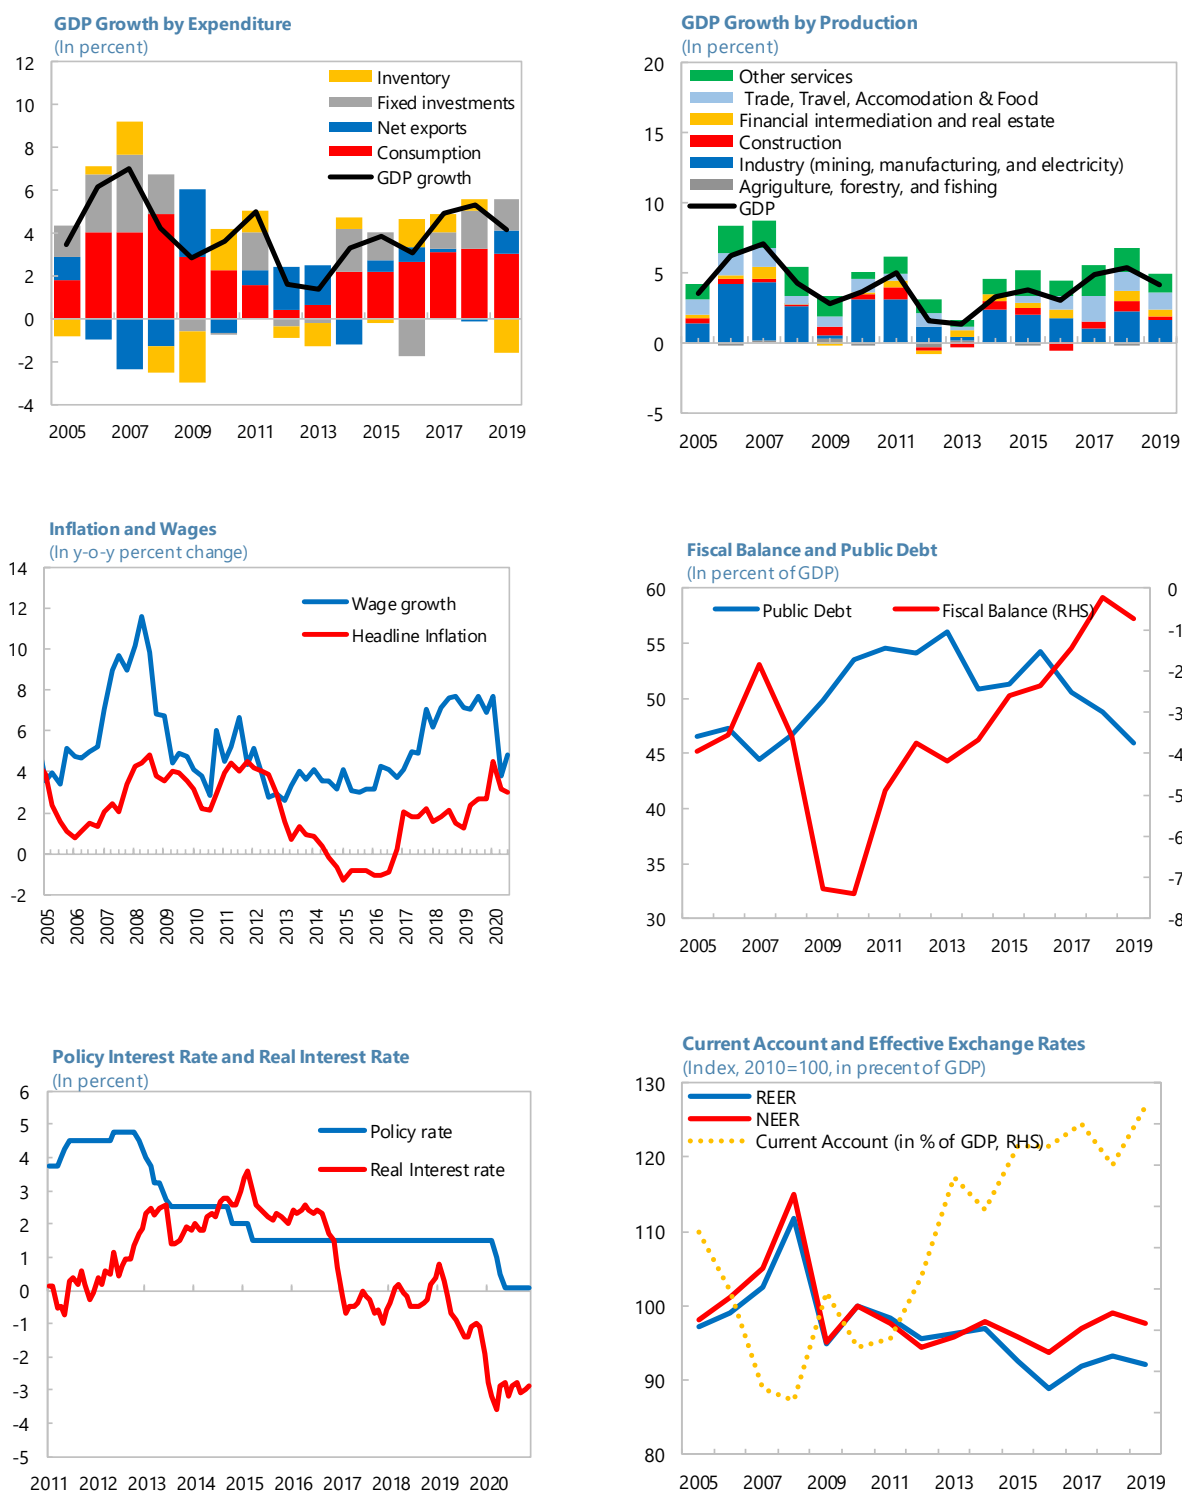 GDP Growth by Expenditure
(In percent)
12
10
8
6
4
2
0
-2
-4
Inventory
Fixed investments
Net exports
Consumption
GDP growth
2005 2007 2009 2011 2013 2015 2017 2019
GDP Growth by Production
(In percent)
20
15
10
5
0
-5
Other services
Trade, Travel, Accomodation & Food
Financial intermediation and real estate
Construction
Industry (mining, manufacturing, and electricity)
Agrigulture, forestry, and fishing
GDP
2005 2007 2009 2011 2013 2015 2017 2019
Inflation and Wages
(In y-o-y percent change)
14
12
10
8
6
4
2
0
-2
Wage growth
Headline Inflation
2005 2006 2007 2008 2009 2010 2011 2012 2013 2014 2015 2016 2017 2018 2019 2020
Fiscal Balance and Public Debt
(In percent of GDP)
60
55
50
45
40
35
30
Public Debt
Fiscal Balance (RHS)
0
-1
-2
-3
-4
-5
-6
-7
-8
2005 2007 2009 2011 2013 2015 2017 2019
Policy Interest Rate and Real Interest Rate
(In percent)
6
5
4
3
2
1
0
-1
-2
-3
-4
-5
Policy rate
Real Interest rate
2011 2012 2013 2014 2015 2016 2017 2018 2019 2020
Current Account and Effective Exchange Rates
(Index, 2010=100, in precent of GDP)
130
120
110
100
90
80
REER
NEER
Current Account (in % of GDP, RHS)
2005 2007 2009 2011 2013 2015 2017 2019